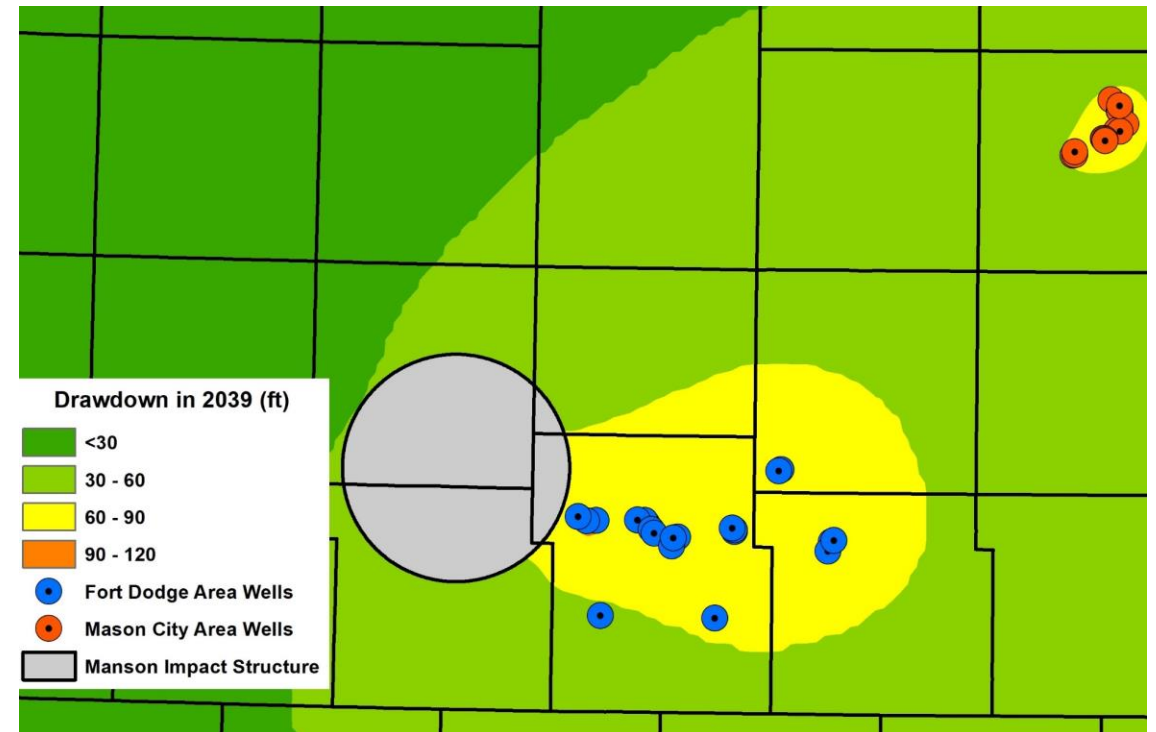 Drawdown in 2039 (ft)
<30
30 - 60
60 - 90
90 - 120
Fort Dodge Area Wells
Mason City Area Wells
Manson Impact Structure